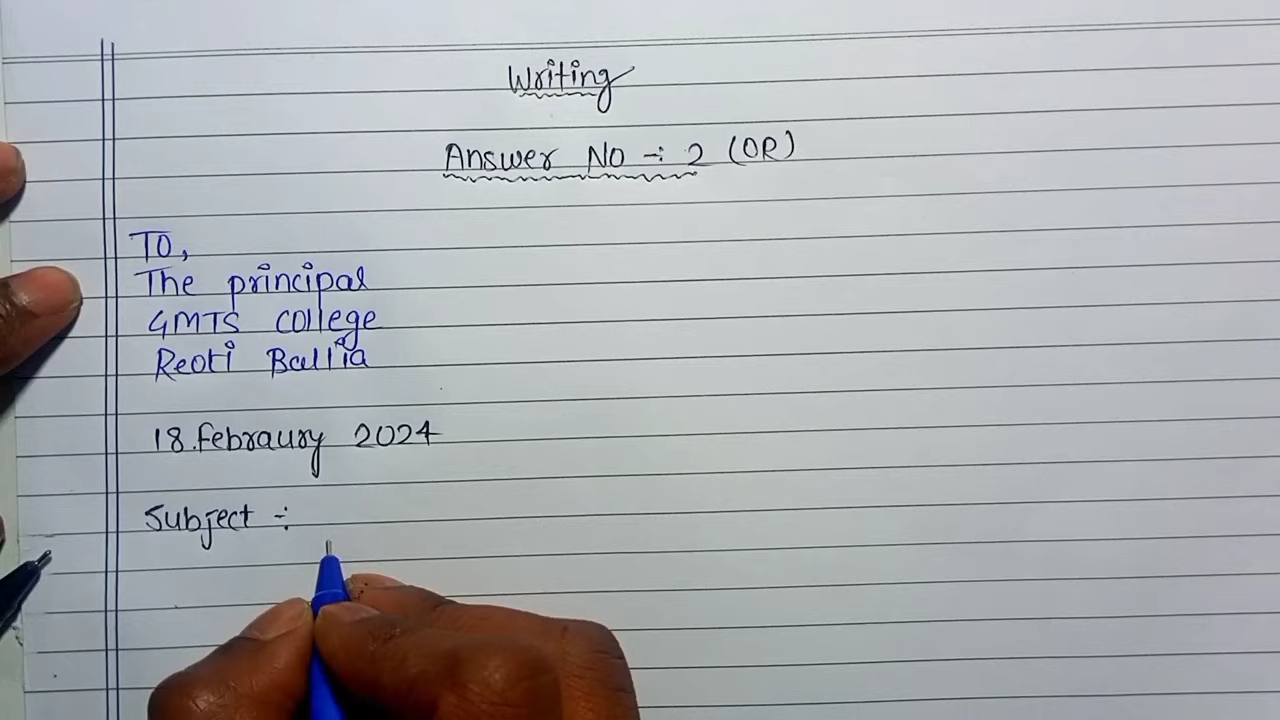 Writing
Answer No -: 2 (OR)
TO,
The principal
GMTS College
Reoti Ballia
18.Febraury 2024
Subject -: